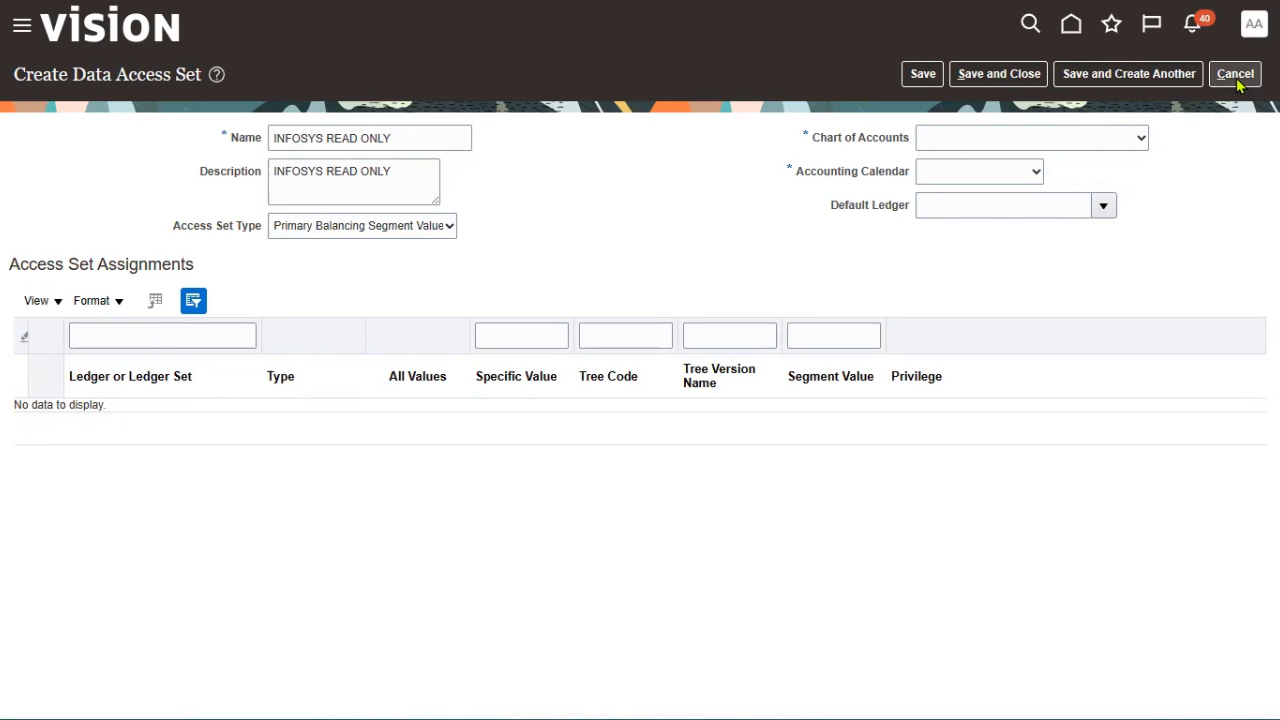 vision
40
AA
Create Data Access Set
Save
Save and Close
Save and Create Another
Cancel
* Name INFOSYS READ ONLY
* Chart of Accounts
Description INFOSYS READ ONLY
* Accounting Calendar
Default Ledger
Access Set Type Primary Balancing Segment Value
Access Set Assignments
View Format
Ledger or Ledger Set
Type
All Values
Specific Value
Tree Code
Tree Version
Name
Segment Value
Privilege
No data to display.